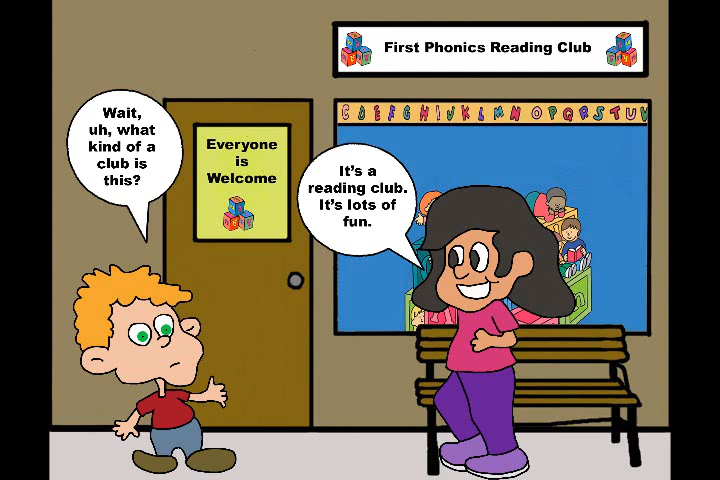 First Phonics Reading Club
C D E F G H I J K L M N O P Q R S T U V
Wait,
uh, what
kind of a
club is
this?
Everyone
is
Welcome
It's a
reading club.
It's lots of
fun.